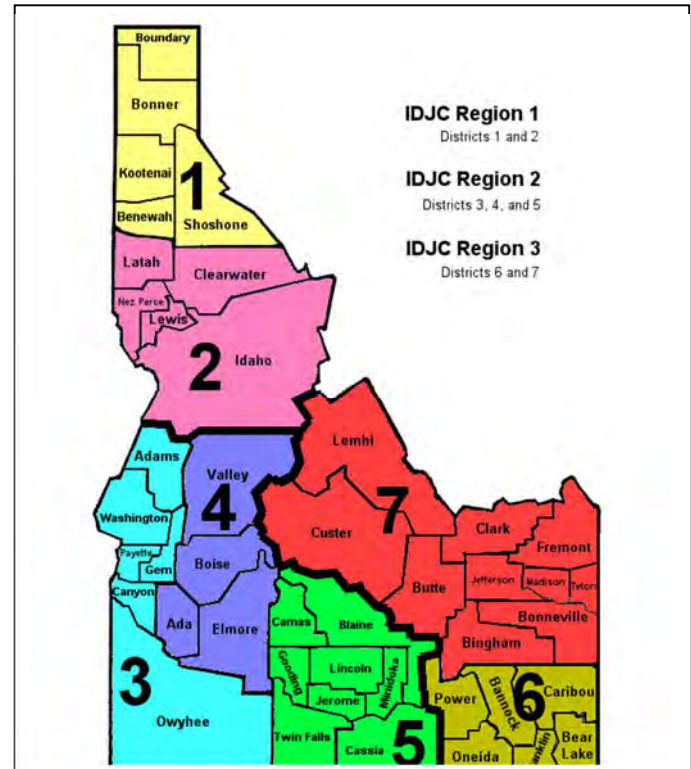 Boundary
Bonner
IDJC Region 1
Districts 1 and 2
Kootenai
1
IDJC Region 2
Districts 3, 4, and 5
Benewah
Shoshone
IDJC Region 3
Districts 6 and 7
Latah
Clearwater
Nez Perce
Lewis
2
Idaho
Lemhi
Adams
Valley
7
4
Washington
Custer
Clark
Fremont
Payette
Boise
Gem
Butte
Jefferson
Madison
Teton
Canyon
Ada
Elmore
Camas
Blaine
Bonneville
Bingham
3
Gooding
Lincoln
Minidoka
Jerome
Power
Bannock
6
Caribou
Owyhee
Twin Falls
Cassia
5
Oneida
anklin
Bear
Lake